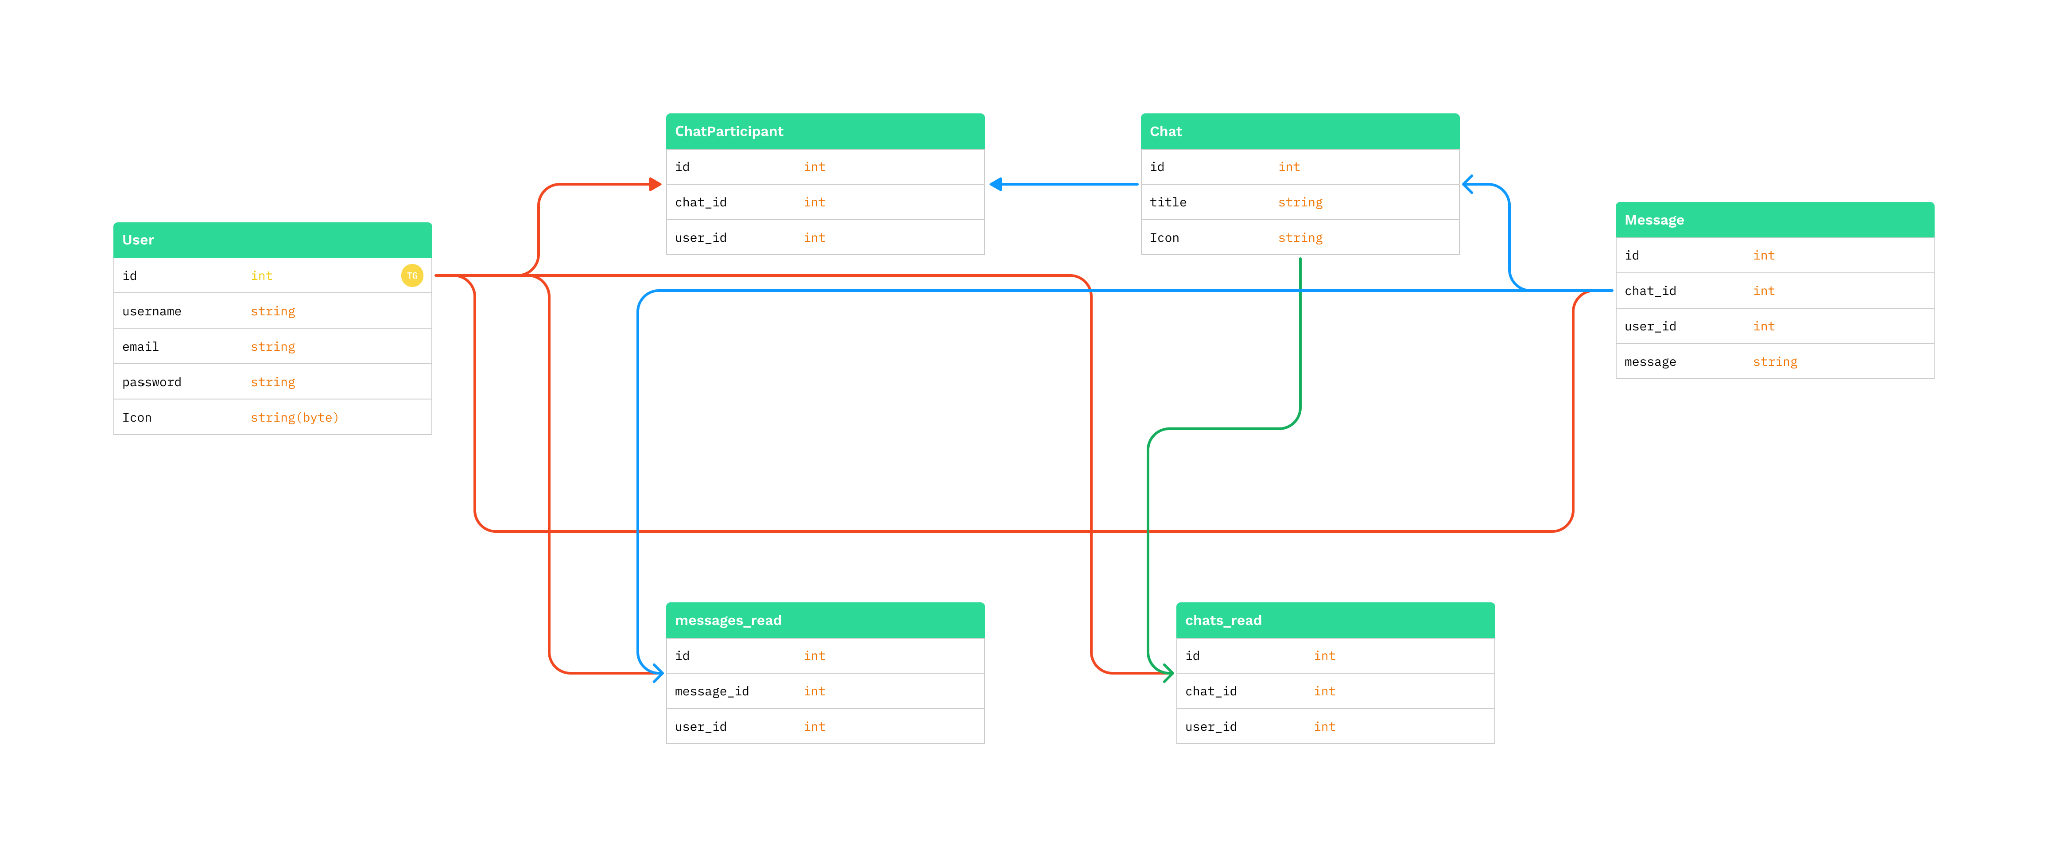 ChatParticipant
id int
chat_id int
user_id int
Chat
id int
title string
Icon string
Message
id int
chat_id int
user_id int
message string
User
id int TG
username string
email string
password string
Icon string(byte)
messages_read
id int
message_id int
user_id int
chats_read
id int
chat_id int
user_id int